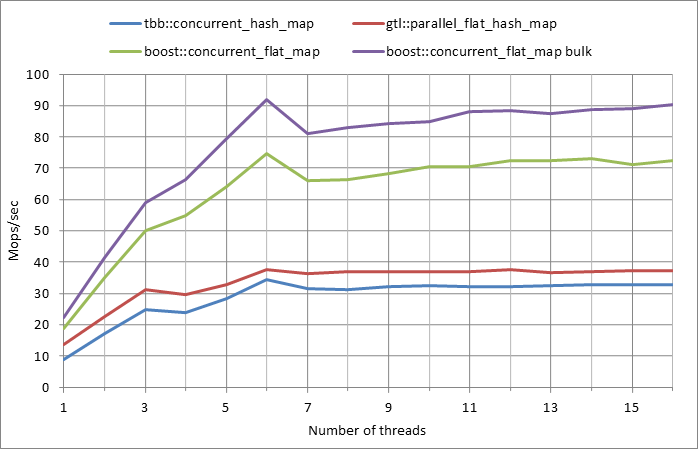 tbb::concurrent_hash_map gtl::parallel_flat_hash_map
boost::concurrent_flat_map boost::concurrent_flat_map bulk
100
90
80
70
60
50
40
30
20
10
0
Mops/sec
1 3 5 7 9 11 13 15
Number of threads